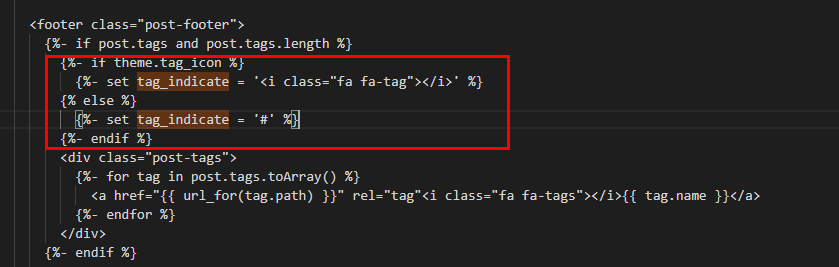 <footer class="post-footer">
{%- if post.tags and post.tags.length %}
{%- if theme.tag_icon %}
{%- set tag_indicate = '<i class="fa fa-tag"></i>' %}
{% else %}
{%- set tag_indicate = '#' %}
{%- endif %}
<div class="post-tags">
{%- for tag in post.tags.toArray() %}
<a href="{{ url_for(tag.path) }}" rel="tag"<i class="fa fa-tags"></i>{{ tag.name }}</a>
{%- endfor %}
</div>
{%- endif %}